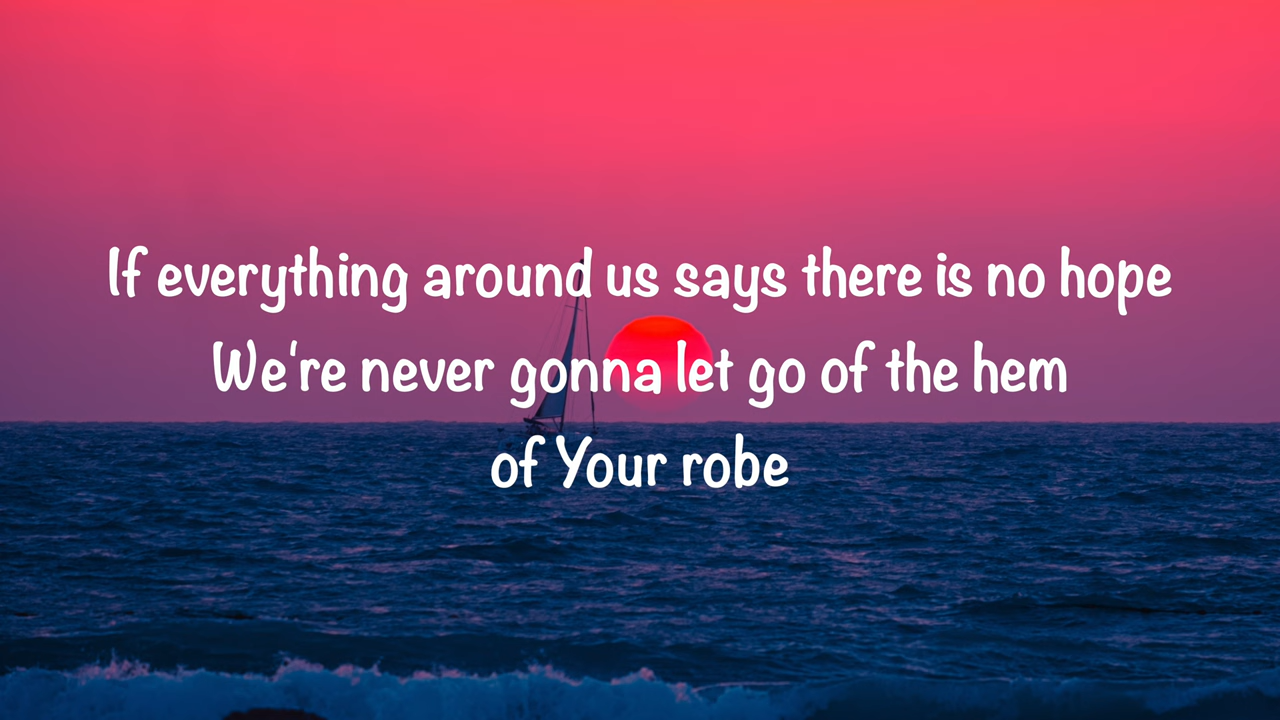 If everything around us says there is no hope
We're never gonna let go of the hem
of Your robe